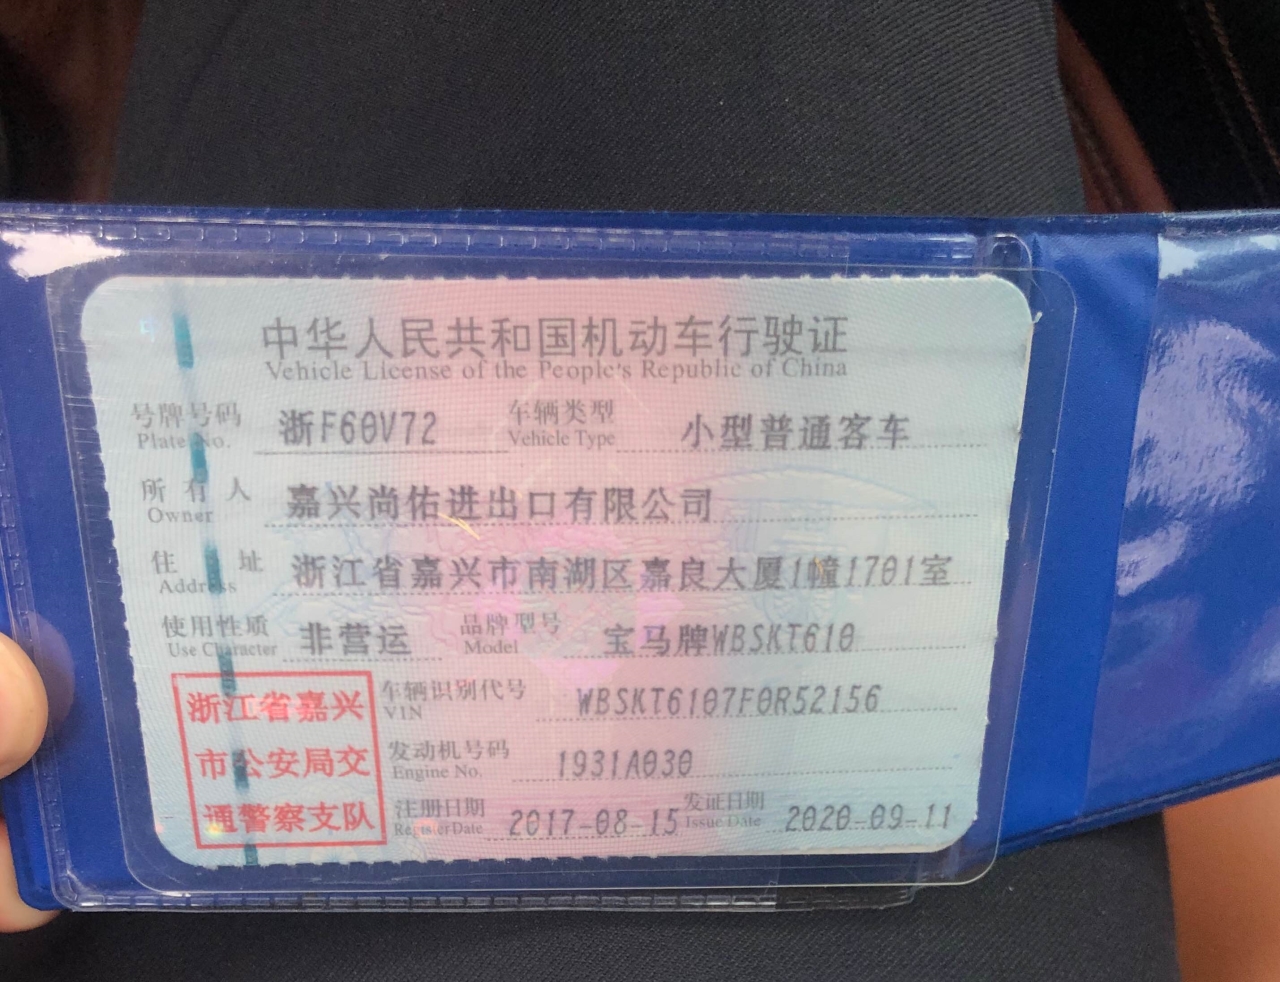 中华人民共和国机动车行驶证
Vehicle License of the People's Republic of China
号牌号码 浙F60V72 车辆类型 小型普通客车
Plate No. Vehicle Type
所有人 嘉兴尚佑进出口有限公司
Owner
住址 浙江省嘉兴市南湖区嘉良大厦1幢1701室
Address
使用性质 非营运 品牌型号 宝马牌WBSKT610
Use Character Model
浙江省嘉兴
市公安局交
通警察支队
车辆识别代号 WBSKT6107F0R52156
VIN
发动机号码 1931A030
Engine No.
注册日期 2017-08-15 发证日期 2020-09-11
Register Date Issue Date